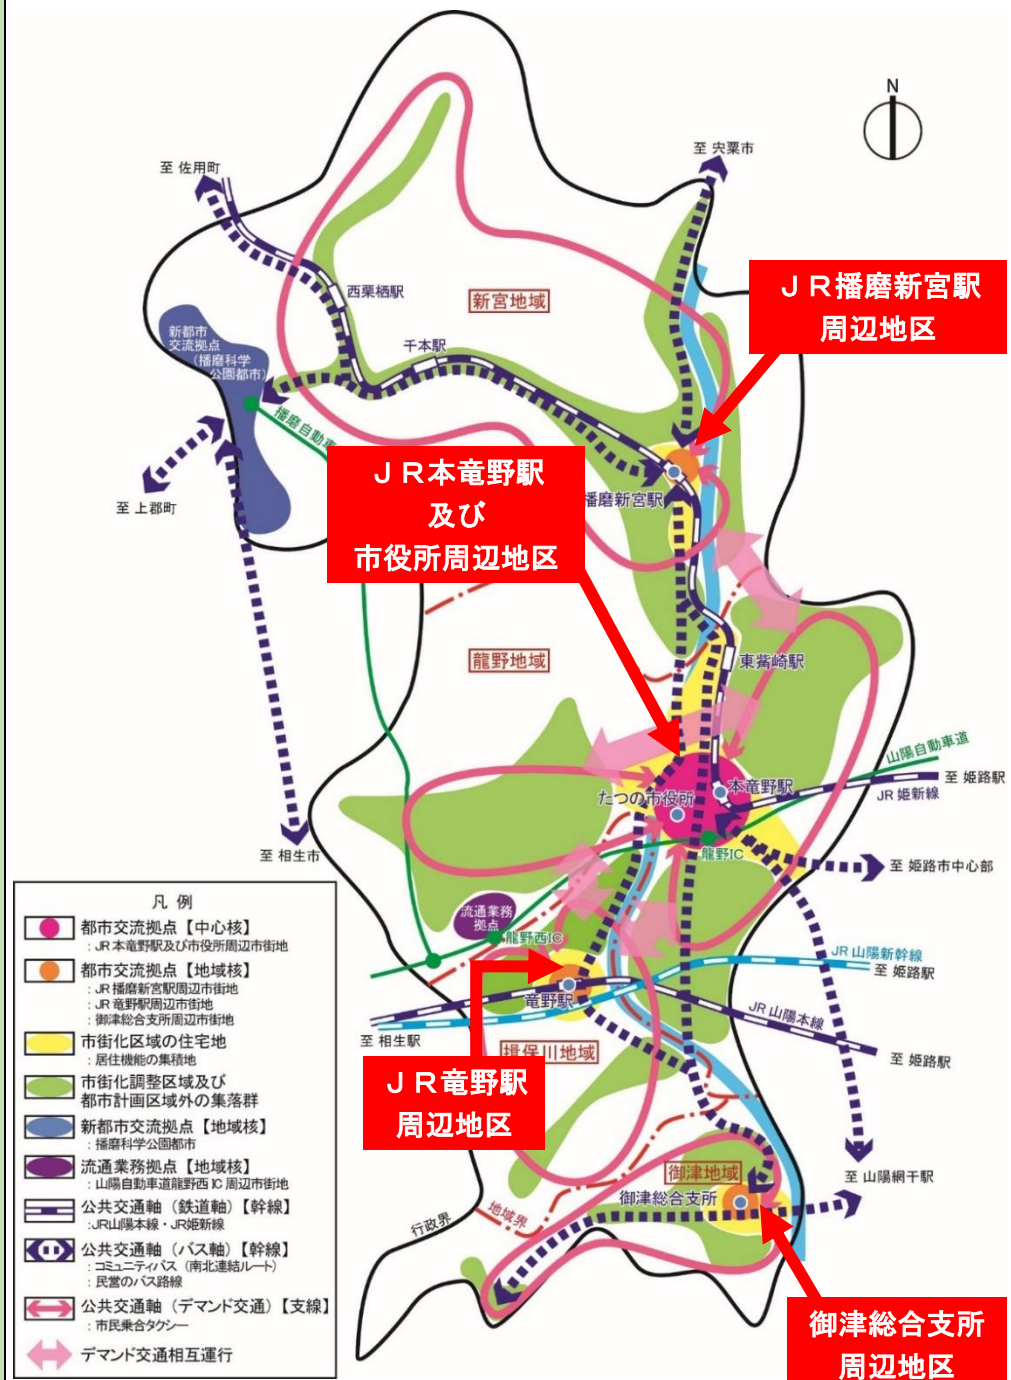 N
至 宍粟市
至 佐用町
ＪＲ播磨新宮駅
周辺地区
西栗栖駅
新宮地域
新都市
交流拠点
(播磨科学
公園都市)
千本駅
播磨自動車
ＪＲ本竜野駅
及び
市役所周辺地区
播磨新宮駅
至 上郡町
龍野地域
東觜崎駅
山陽自動車道
至 姫路駅
JR 姫新線
本竜野駅
たつの市役所
龍野IC
至 相生市
至 姫路市中心部
流通業務
拠点
龍野西IC
JR 山陽新幹線
至 姫路駅
竜野駅
JR 山陽本線
至 相生駅
揖保川地域
至 姫路駅
ＪＲ竜野駅
周辺地区
御津地域
至 山陽網干駅
御津総合支所
地域界
行政界
御津総合支所
周辺地区
凡 例
都市交流拠点【中心核】
：JR 本竜野駅及び市役所周辺市街地
都市交流拠点【地域核】
：JR 播磨新宮駅周辺市街地
：JR 竜野駅周辺市街地
：御津総合支所周辺市街地
市街化区域の住宅地
：居住機能の集積地
市街化調整区域及び
都市計画区域外の集落群
新都市交流拠点【地域核】
：播磨科学公園都市
流通業務拠点【地域核】
：山陽自動車道龍野西 IC 周辺市街地
公共交通軸（鉄道軸）【幹線】
：JR山陽本線・JR姫新線
公共交通軸（バス軸）【幹線】
：コミュニティバス（南北連結ルート）
：民営のバス路線
公共交通軸（デマンド交通）【支線】
：市民乗合タクシー
デマンド交通相互運行